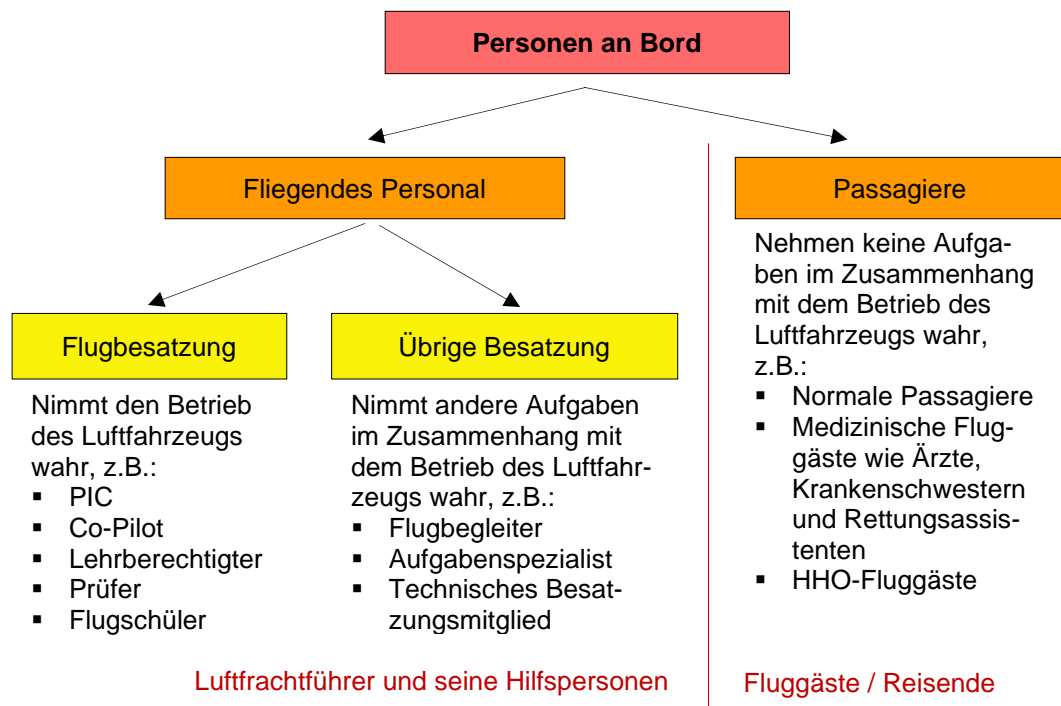 Personen an Bord
Fliegendes Personal
Passagiere
Nehmen keine Aufga-
ben im Zusammenhang
mit dem Betrieb des
Luftfahrzeugs wahr,
z.B.:
▪ Normale Passagiere
▪ Medizinische Flug-
gäste wie Ärzte,
Krankenschwestern
und Rettungsassis-
tenten
▪ HHO-Fluggäste
Flugbesatzung
Nimmt den Betrieb
des Luftfahrzeugs
wahr, z.B.:
▪ PIC
▪ Co-Pilot
▪ Lehrberechtigter
▪ Prüfer
▪ Flugschüler
Übrige Besatzung
Nimmt andere Aufgaben
im Zusammenhang mit
dem Betrieb des Luftfahr-
zeugs wahr, z.B.:
▪ Flugbegleiter
▪ Aufgabenspezialist
▪ Technisches Besat-
zungsmitglied
Luftfrachtführer und seine Hilfspersonen
Fluggäste / Reisende